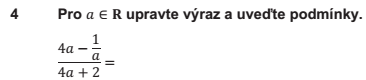 4 Pro a ∈ R upravte výraz a uveďte podmínky.
4a − 1/a
4a + 2 =